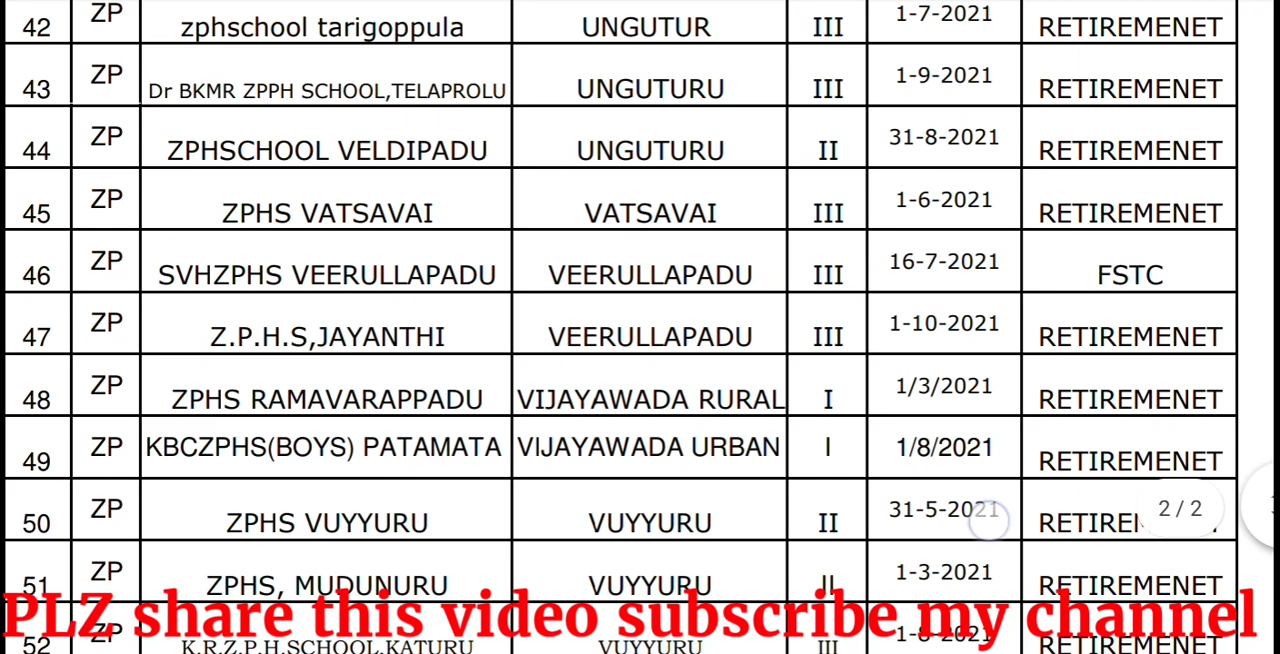 42 ZP zphschool tarigoppula UNGUTUR III 1-7-2021 RETIREMENET
43 ZP Dr BKMR ZPPH SCHOOL,TELAPROLU UNGUTURU III 1-9-2021 RETIREMENET
44 ZP ZPHSCHOOL VELDIPADU UNGUTURU II 31-8-2021 RETIREMENET
45 ZP ZPHS VATSAVAI VATSAVAI III 1-6-2021 RETIREMENET
46 ZP SVHZPHS VEERULLAPADU VEERULLAPADU III 16-7-2021 FSTC
47 ZP Z.P.H.S,JAYANTHI VEERULLAPADU III 1-10-2021 RETIREMENET
48 ZP ZPHS RAMAVARAPPADU VIJAYAWADA RURAL I 1/3/2021 RETIREMENET
49 ZP KBCZPHS(BOYS) PATAMATA VIJAYAWADA URBAN I 1/8/2021 RETIREMENET
50 ZP ZPHS VUYYURU VUYYURU II 31-5-2021
2/2
51 ZP ZPHS, MUDUNURU VUYYURU II 1-3-2021 RETIREMENET
PLZ share this video subscribe my channel
52 ZP K.R.Z.P.H.SCHOOL,KATURU VUYYURU III 1-8-2021 RETIREMENET